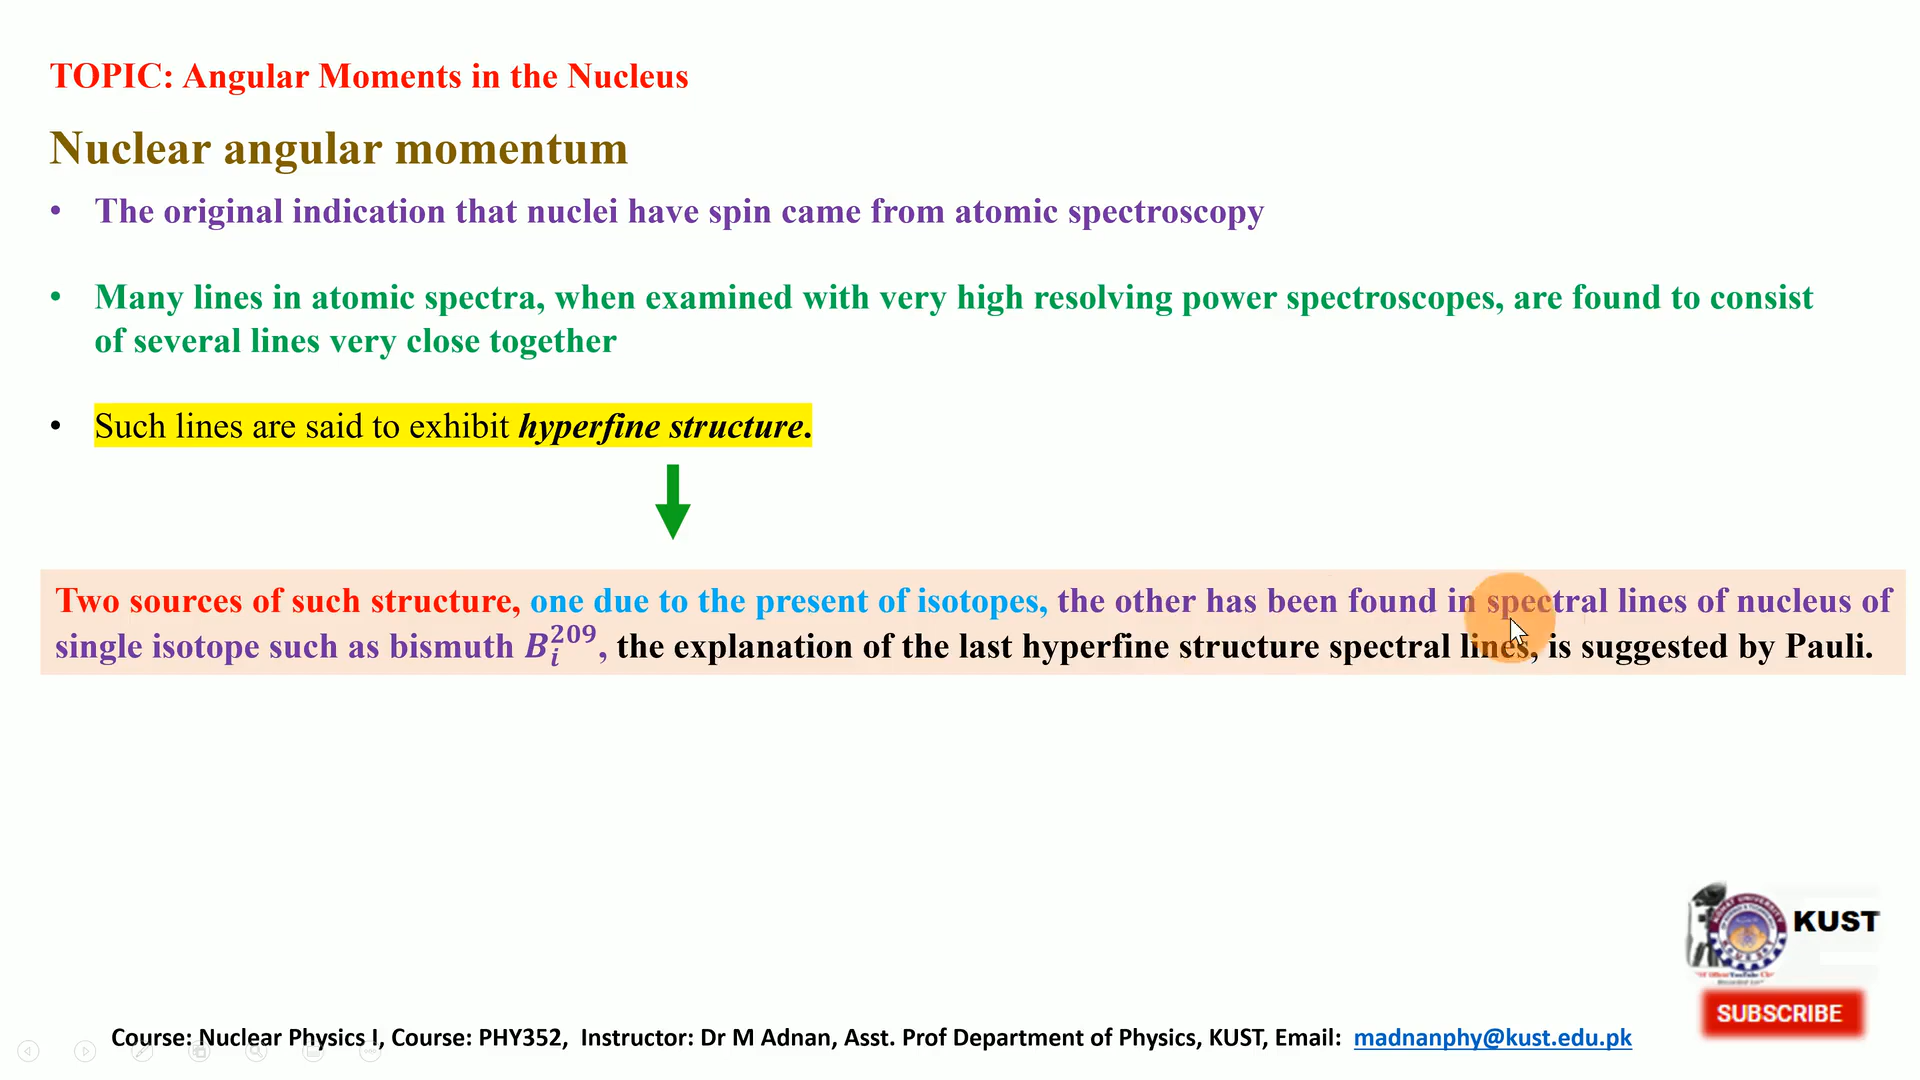 TOPIC: Angular Moments in the Nucleus
Nuclear angular momentum
• The original indication that nuclei have spin came from atomic spectroscopy
• Many lines in atomic spectra, when examined with very high resolving power spectroscopes, are found to consist
of several lines very close together
• Such lines are said to exhibit hyperfine structure.
Two sources of such structure, one due to the present of isotopes, the other has been found in spectral lines of nucleus of
single isotope such as bismuth B_i^209, the explanation of the last hyperfine structure spectral lines, is suggested by Pauli.
KUST
SUBSCRIBE
Course: Nuclear Physics I, Course: PHY352, Instructor: Dr M Adnan, Asst. Prof Department of Physics, KUST, Email: madnanphy@kust.edu.pk